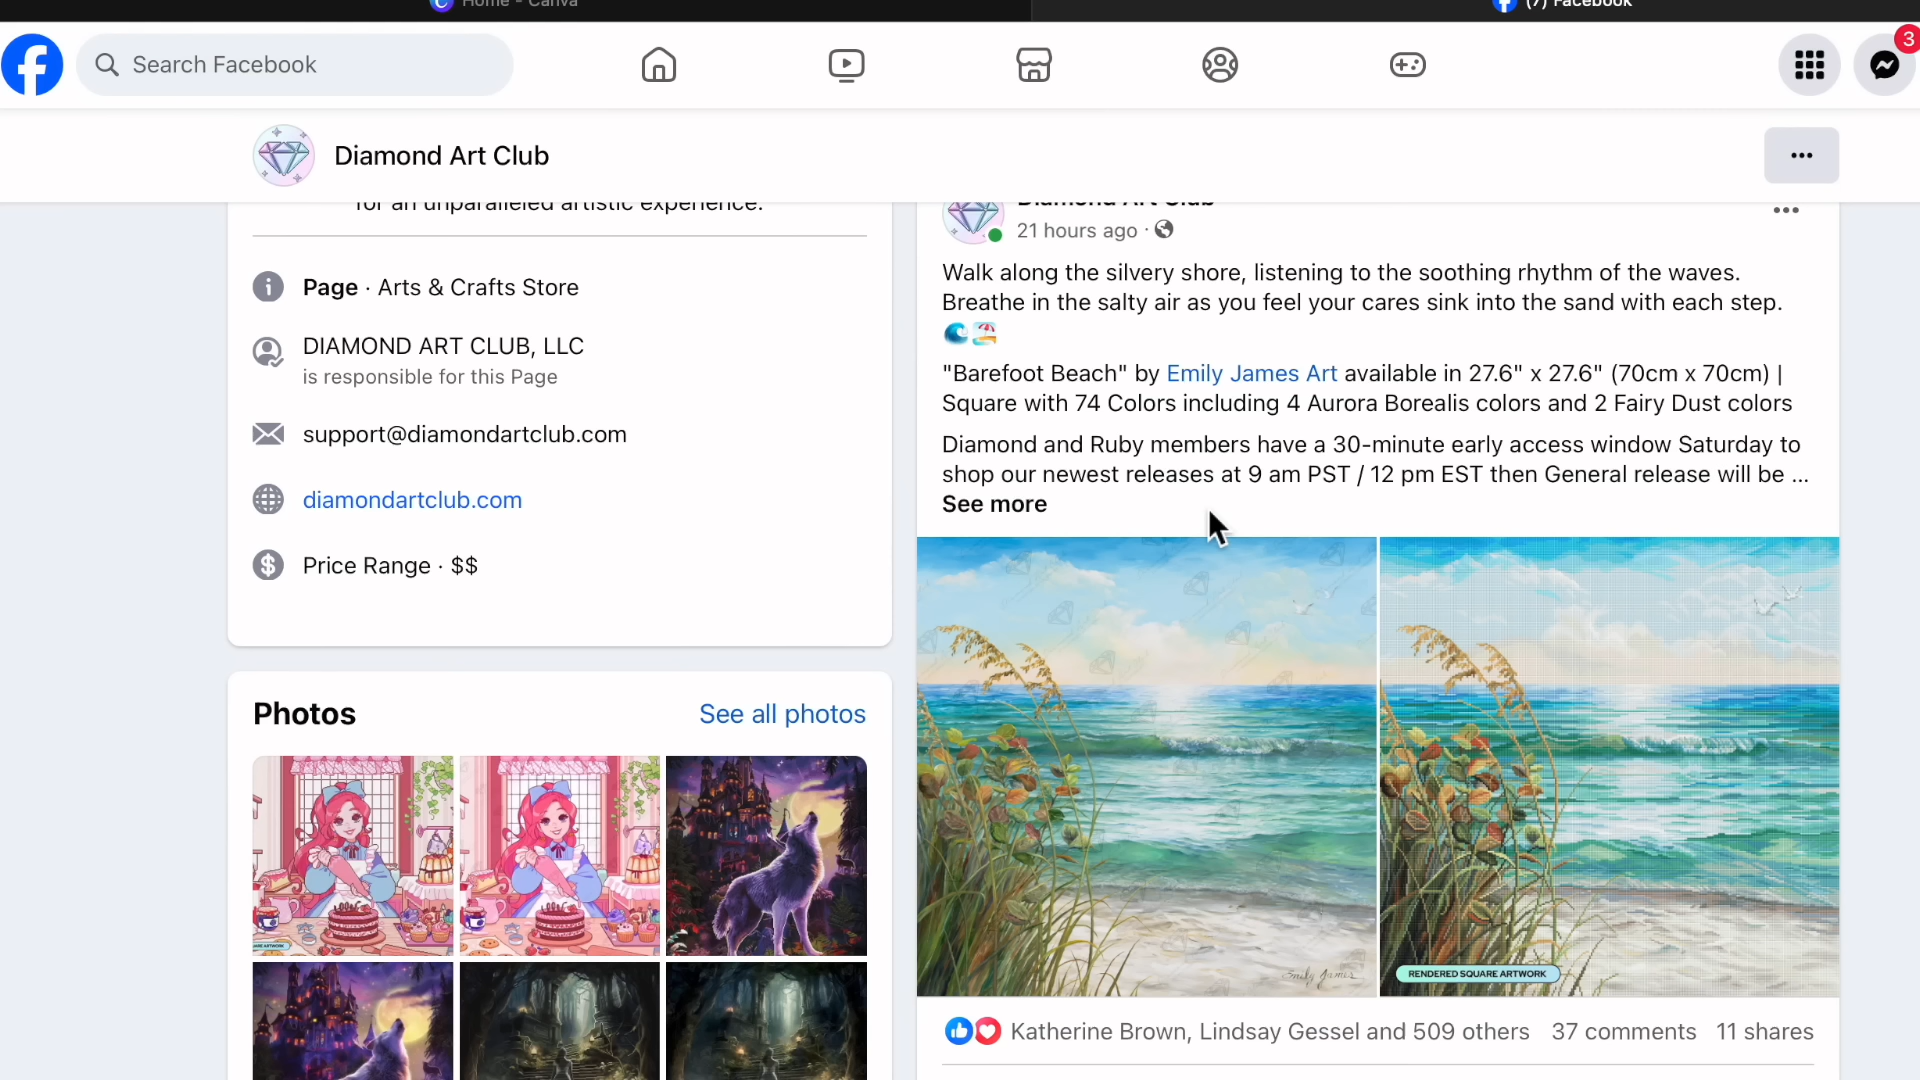 Home - Canva
(7) Facebook
Search Facebook
3
Diamond Art Club
for an unparalleled artistic experience.
Page · Arts & Crafts Store
DIAMOND ART CLUB, LLC
is responsible for this Page
support@diamondartclub.com
diamondartclub.com
Price Range · $$
Photos
See all photos
Diamond Art Club
21 hours ago ·
Walk along the silvery shore, listening to the soothing rhythm of the waves.
Breathe in the salty air as you feel your cares sink into the sand with each step.
"Barefoot Beach" by Emily James Art available in 27.6" x 27.6" (70cm x 70cm) |
Square with 74 Colors including 4 Aurora Borealis colors and 2 Fairy Dust colors
Diamond and Ruby members have a 30-minute early access window Saturday to
shop our newest releases at 9 am PST / 12 pm EST then General release will be ...
See more
Emily James
RENDERED SQUARE ARTWORK
Katherine Brown, Lindsay Gessel and 509 others
37 comments
11 shares